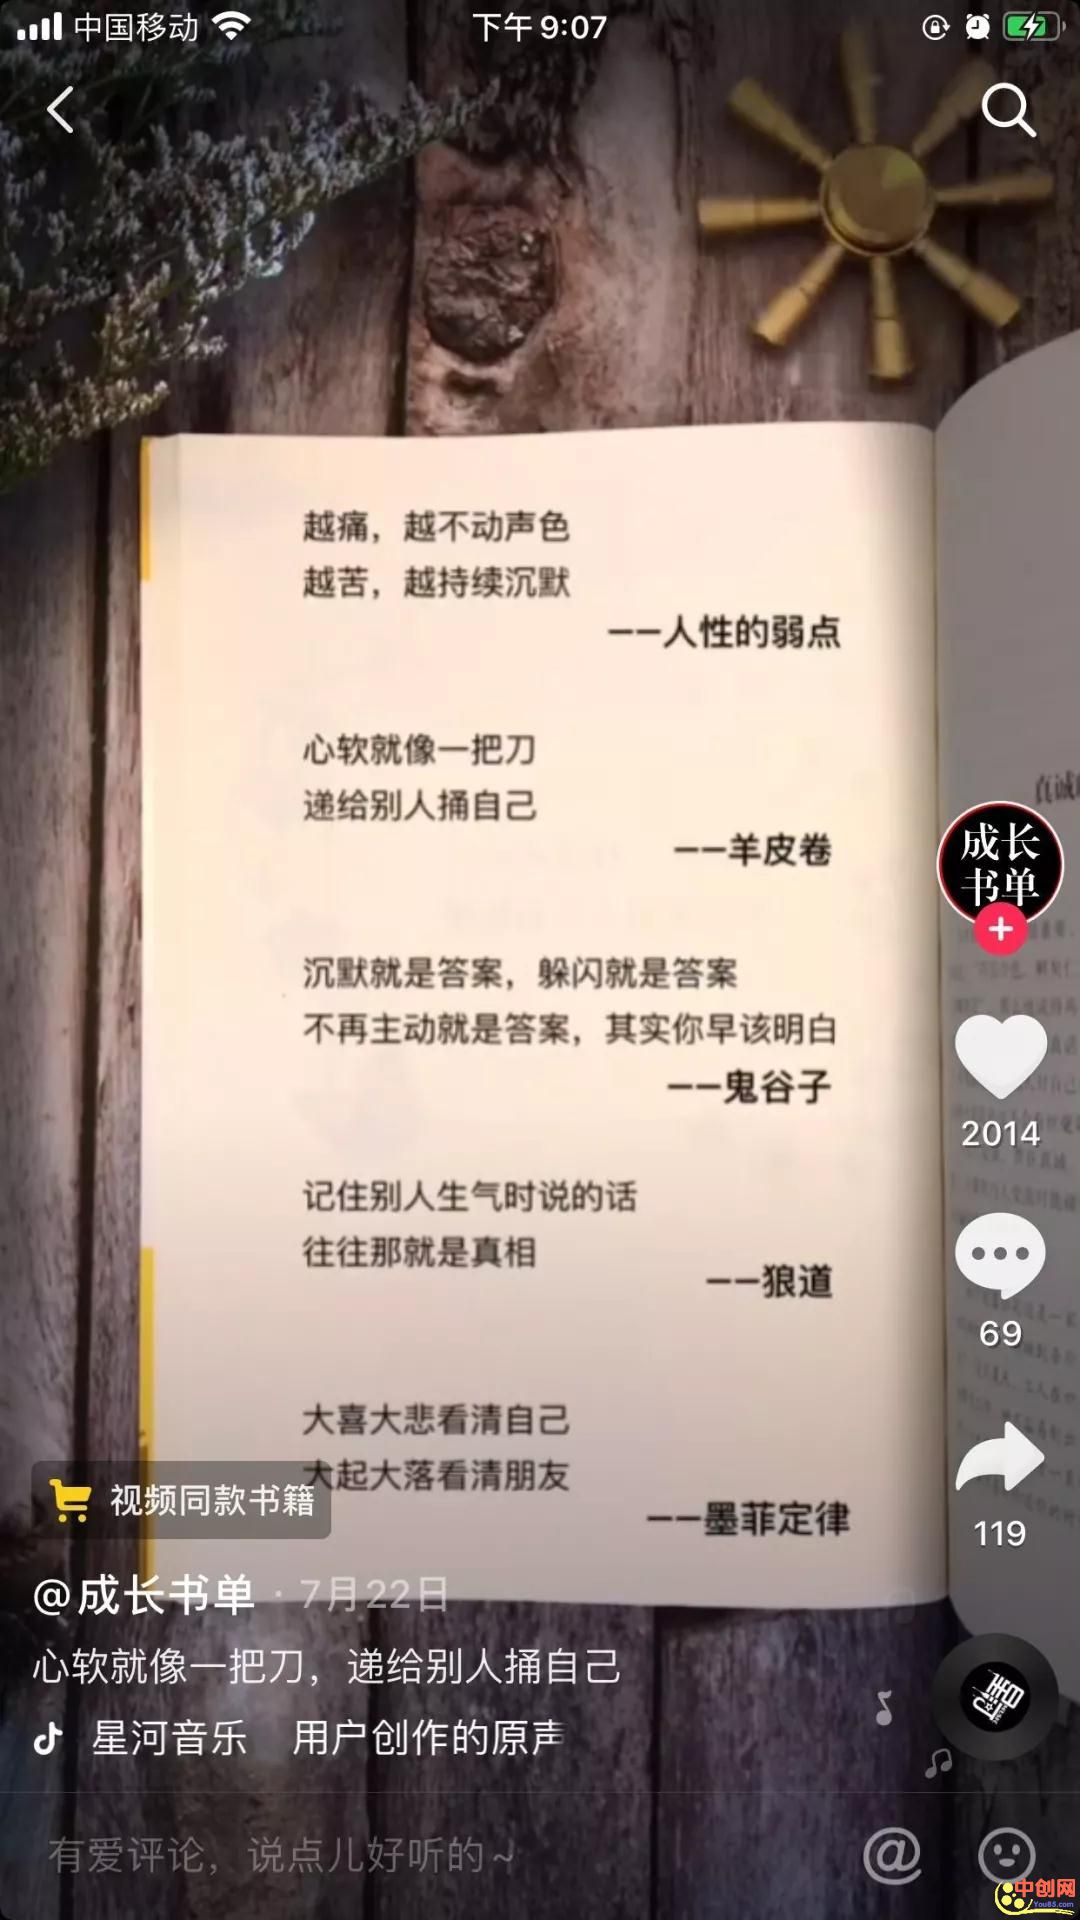 中国移动
下午9:07
越痛，越不动声色
越苦，越持续沉默
——人性的弱点
心软就像一把刀
递给别人捅自己
——羊皮卷
沉默就是答案，躲闪就是答案
不再主动就是答案，其实你早该明白
——鬼谷子
记住别人生气时说的话
往往那就是真相
——狼道
大喜大悲看清自己
大起大落看清朋友
——墨菲定律
真诚
成长
书单
2014
69
119
视频同款书籍
@成长书单 · 7月22日
心软就像一把刀，递给别人捅自己
星河音乐 用户创作的原声
有爱评论，说点儿好听的~
中创网
You85.com